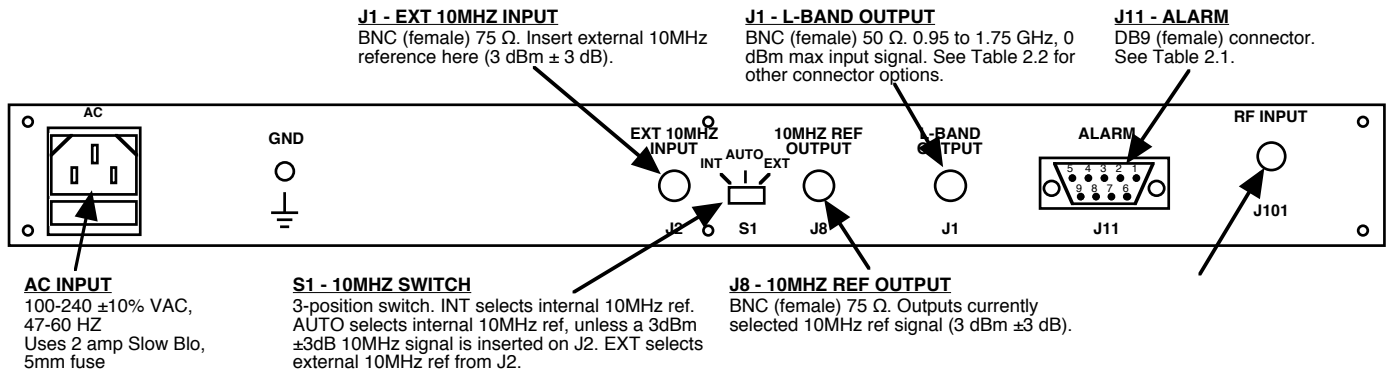 J1 - EXT 10MHZ INPUT
BNC (female) 75 Ω. Insert external 10MHz
reference here (3 dBm ± 3 dB).
J1 - L-BAND OUTPUT
BNC (female) 50 Ω. 0.95 to 1.75 GHz, 0
dBm max input signal. See Table 2.2 for
other connector options.
J11 - ALARM
DB9 (female) connector.
See Table 2.1.
AC
GND
EXT 10MHZ
INPUT
INT
AUTO
EXT
10MHZ REF
OUTPUT
L-BAND
OUTPUT
ALARM
5 4 3 2 1
9 8 7 6
RF INPUT
J2
S1
J8
J1
J11
J101
AC INPUT
100-240 ±10% VAC,
47-60 HZ
Uses 2 amp Slow Blo,
5mm fuse
S1 - 10MHZ SWITCH
3-position switch. INT selects internal 10MHz ref.
AUTO selects internal 10MHz ref, unless a 3dBm
±3dB 10MHz signal is inserted on J2. EXT selects
external 10MHz ref from J2.
J8 - 10MHZ REF OUTPUT
BNC (female) 75 Ω. Outputs currently
selected 10MHz ref signal (3 dBm ±3 dB).